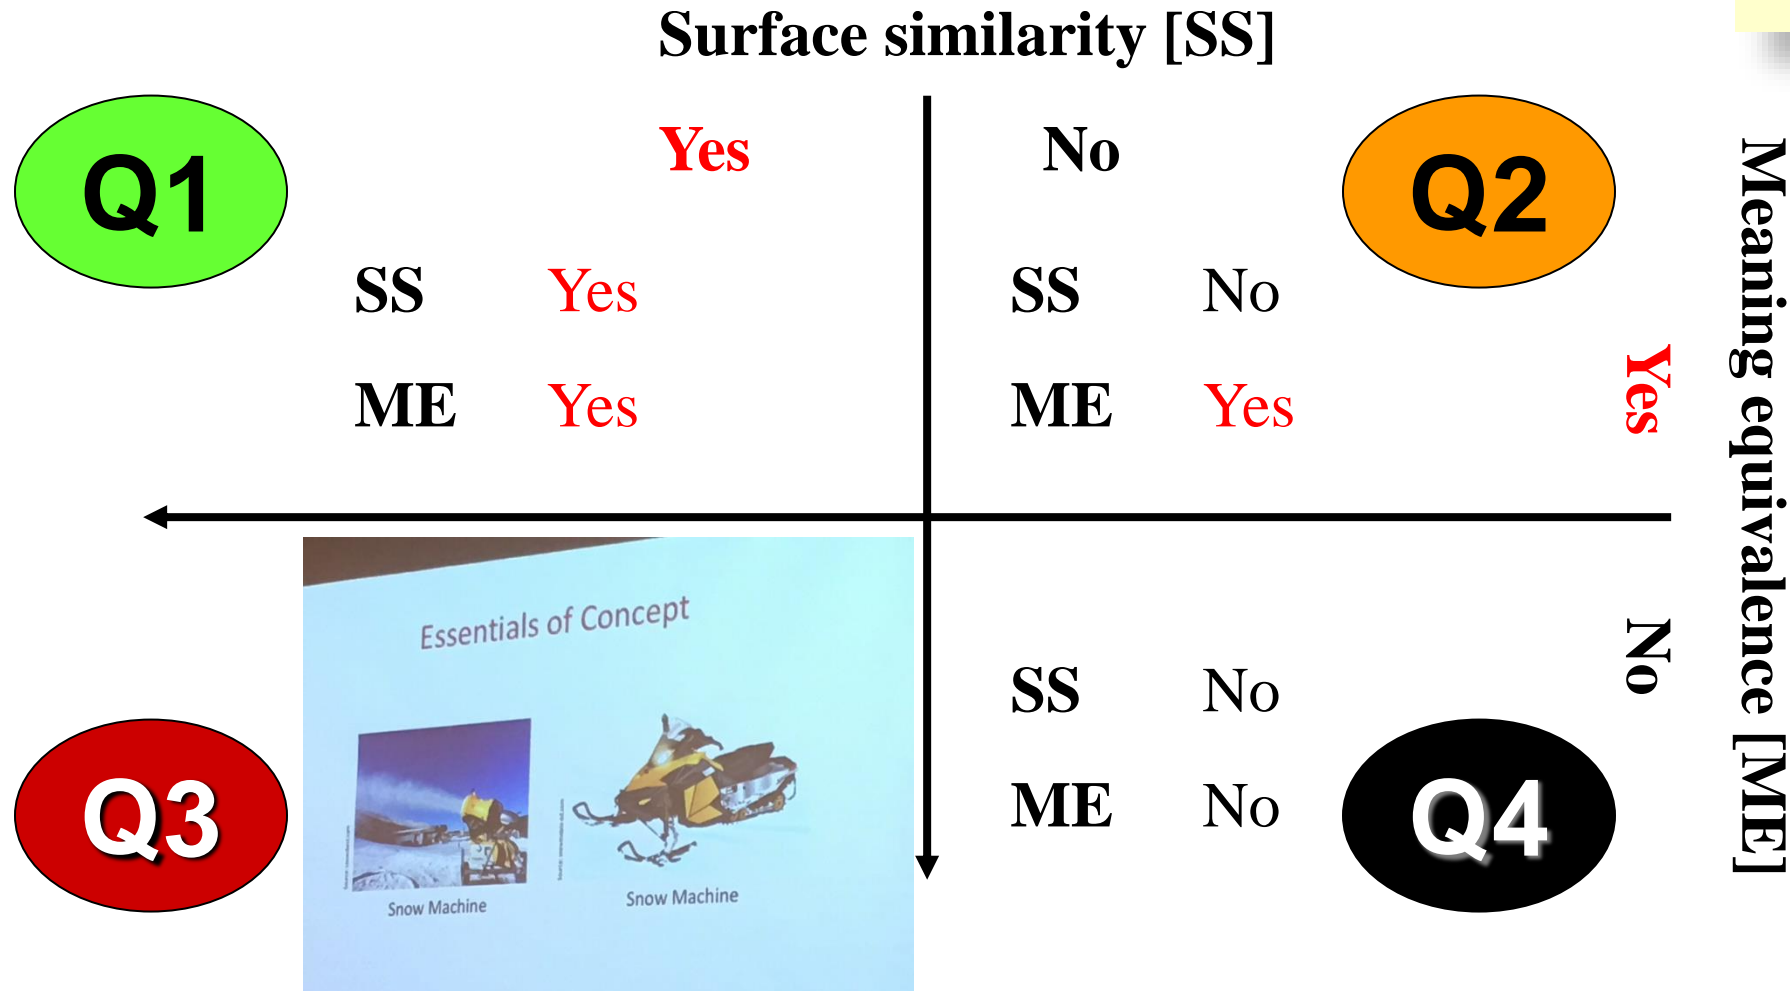 Surface similarity [SS]
Yes No
Q1 Q2
SS Yes
ME Yes
SS No
ME Yes
Meaning equivalence [ME]
Yes
No
Q3 Q4
Essentials of Concept
Snow Machine
Snow Machine
SS No
ME No